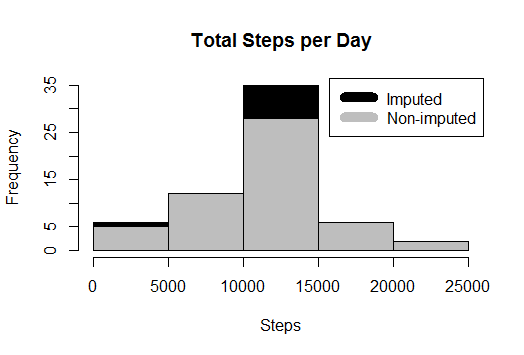 Total Steps per Day
Imputed
Non-imputed
Frequency
35
25
15
5
0
0 5000 10000 15000 20000 25000
Steps